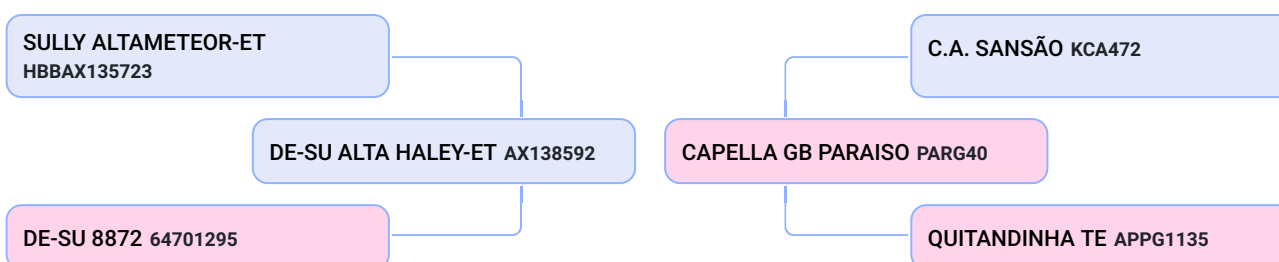 SULLY ALTAMETEOR-ET
HBBAX135723
C.A. SANSÃO KCA472
DE-SU ALTA HALEY-ET AX138592
CAPELLA GB PARAISO PARG40
DE-SU 8872 64701295
QUITANDINHA TE APPG1135